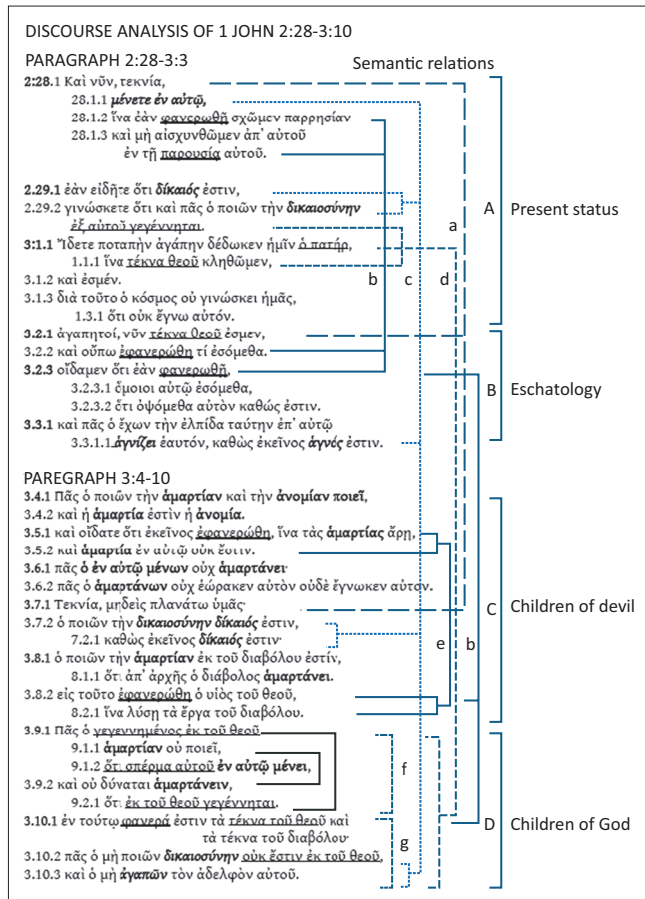 DISCOURSE ANALYSIS OF 1 JOHN 2:28-3:10
PARAGRAPH 2:28-3:3
Semantic relations
2:28.1 Καὶ νῦν, τεκνία,
28.1.1 μένετε ἐν αὐτῷ,
28.1.2 ἵνα ἐὰν φανερωθῇ σχῶμεν παρρησίαν
28.1.3 καὶ μὴ αἰσχυνθῶμεν ἀπ' αὐτοῦ
ἐν τῇ παρουσίᾳ αὐτοῦ.
2.29.1 ἐὰν εἰδῆτε ὅτι δίκαιός ἐστιν,
2.29.2 γινώσκετε ὅτι καὶ πᾶς ὁ ποιῶν τὴν δικαιοσύνην
ἐξ αὐτοῦ γεγέννηται.
3:1.1 Ἴδετε ποταπὴν ἀγάπην δέδωκεν ἡμῖν ὁ πατήρ,
1.1.1 ἵνα τέκνα θεοῦ κληθῶμεν,
3.1.2 καὶ ἐσμέν.
3.1.3 διὰ τοῦτο ὁ κόσμος οὐ γινώσκει ἡμᾶς,
1.3.1 ὅτι οὐκ ἔγνω αὐτόν.
3.2.1 ἀγαπητοί, νῦν τέκνα θεοῦ ἐσμεν,
3.2.2 καὶ οὔπω ἐφανερώθη τί ἐσόμεθα.
3.2.3 οἴδαμεν ὅτι ἐὰν φανερωθῇ,
3.2.3.1 ὅμοιοι αὐτῷ ἐσόμεθα,
3.2.3.2 ὅτι ὀψόμεθα αὐτὸν καθώς ἐστιν.
3.3.1 καὶ πᾶς ὁ ἔχων τὴν ἐλπίδα ταύτην ἐπ' αὐτῷ
3.3.1.1 ἁγνίζει ἑαυτόν, καθὼς ἐκεῖνος ἁγνός ἐστιν.
A Present status
a
b c d
B Eschatology
PAREGRAPH 3:4-10
3.4.1 Πᾶς ὁ ποιῶν τὴν ἁμαρτίαν καὶ τὴν ἀνομίαν ποιεῖ,
3.4.2 καὶ ἡ ἁμαρτία ἐστὶν ἡ ἀνομία.
3.5.1 καὶ οἴδατε ὅτι ἐκεῖνος ἐφανερώθη, ἵνα τὰς ἁμαρτίας ἄρῃ,
3.5.2 καὶ ἁμαρτία ἐν αὐτῷ οὐκ ἔστιν.
3.6.1 πᾶς ὁ ἐν αὐτῷ μένων οὐχ ἁμαρτάνει·
3.6.2 πᾶς ὁ ἁμαρτάνων οὐχ ἑώρακεν αὐτὸν οὐδὲ ἔγνωκεν αὐτόν.
3.7.1 Τεκνία, μηδεὶς πλανάτω ὑμᾶς·
3.7.2 ὁ ποιῶν τὴν δικαιοσύνην δίκαιός ἐστιν,
7.2.1 καθὼς ἐκεῖνος δίκαιός ἐστιν·
3.8.1 ὁ ποιῶν τὴν ἁμαρτίαν ἐκ τοῦ διαβόλου ἐστίν,
8.1.1 ὅτι ἀπ' ἀρχῆς ὁ διάβολος ἁμαρτάνει.
3.8.2 εἰς τοῦτο ἐφανερώθη ὁ υἱὸς τοῦ θεοῦ,
8.2.1 ἵνα λύσῃ τὰ ἔργα τοῦ διαβόλου.
3.9.1 Πᾶς ὁ γεγεννημένος ἐκ τοῦ θεοῦ
9.1.1 ἁμαρτίαν οὐ ποιεῖ,
9.1.2 ὅτι σπέρμα αὐτοῦ ἐν αὐτῷ μένει,
3.9.2 καὶ οὐ δύναται ἁμαρτάνειν,
9.2.1 ὅτι ἐκ τοῦ θεοῦ γεγέννηται.
3.10.1 ἐν τούτῳ φανερά ἐστιν τὰ τέκνα τοῦ θεοῦ καὶ
τὰ τέκνα τοῦ διαβόλου·
3.10.2 πᾶς ὁ μὴ ποιῶν δικαιοσύνην οὐκ ἔστιν ἐκ τοῦ θεοῦ,
3.10.3 καὶ ὁ μὴ ἀγαπῶν τὸν ἀδελφὸν αὐτοῦ.
C Children of devil
e b
f
D Children of God
g